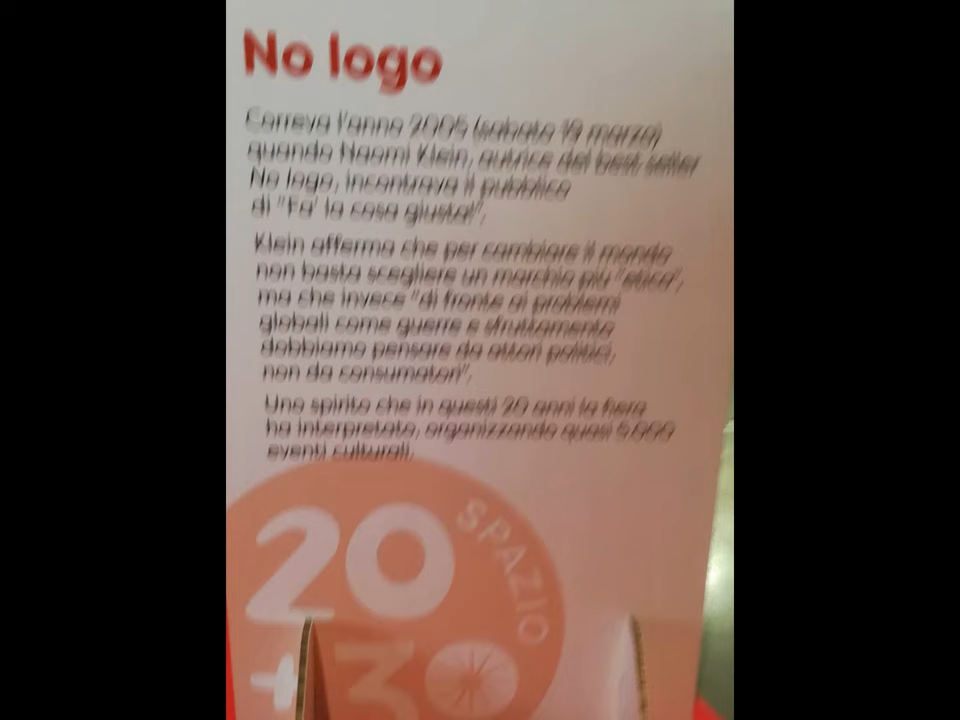 No logo
Correva l'anno 2005 (sabato 19 marzo)
quando Naomi Klein, autrice del best seller
No logo, incontrava il pubblico
di "Fa' la cosa giusta!".
Klein afferma che per cambiare il mondo
non basta scegliere un marchio più "etico",
ma che invece "di fronte ai problemi
globali come guerre e sfruttamento
dobbiamo pensare da attori politici,
non da consumatori".
Uno spirito che in questi 20 anni la fiera
ha interpretato, organizzando quasi 5.000
eventi culturali.
SPAZIO
20
+